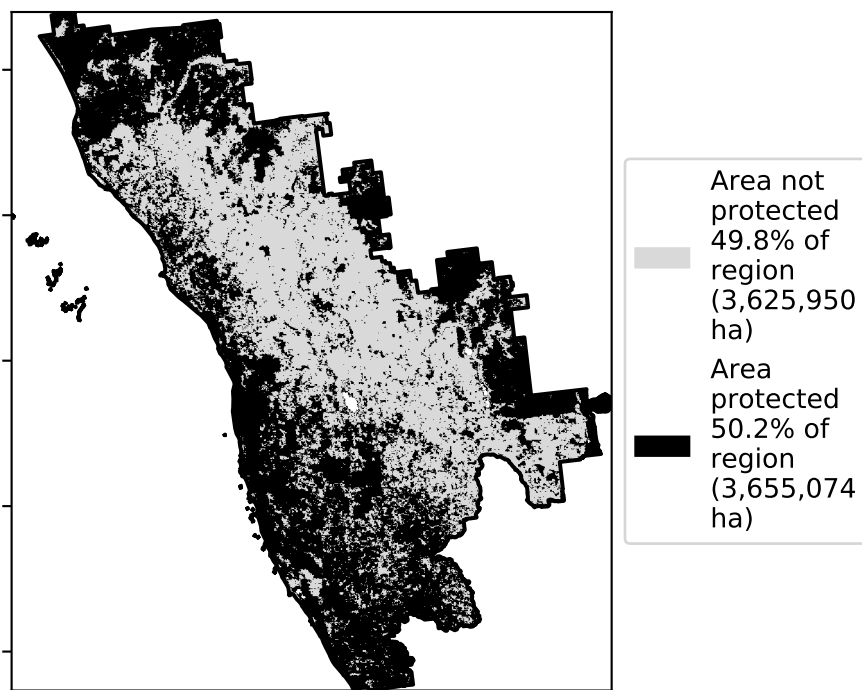 Area not
protected
49.8% of
region
(3,625,950
ha)
Area
protected
50.2% of
region
(3,655,074
ha)